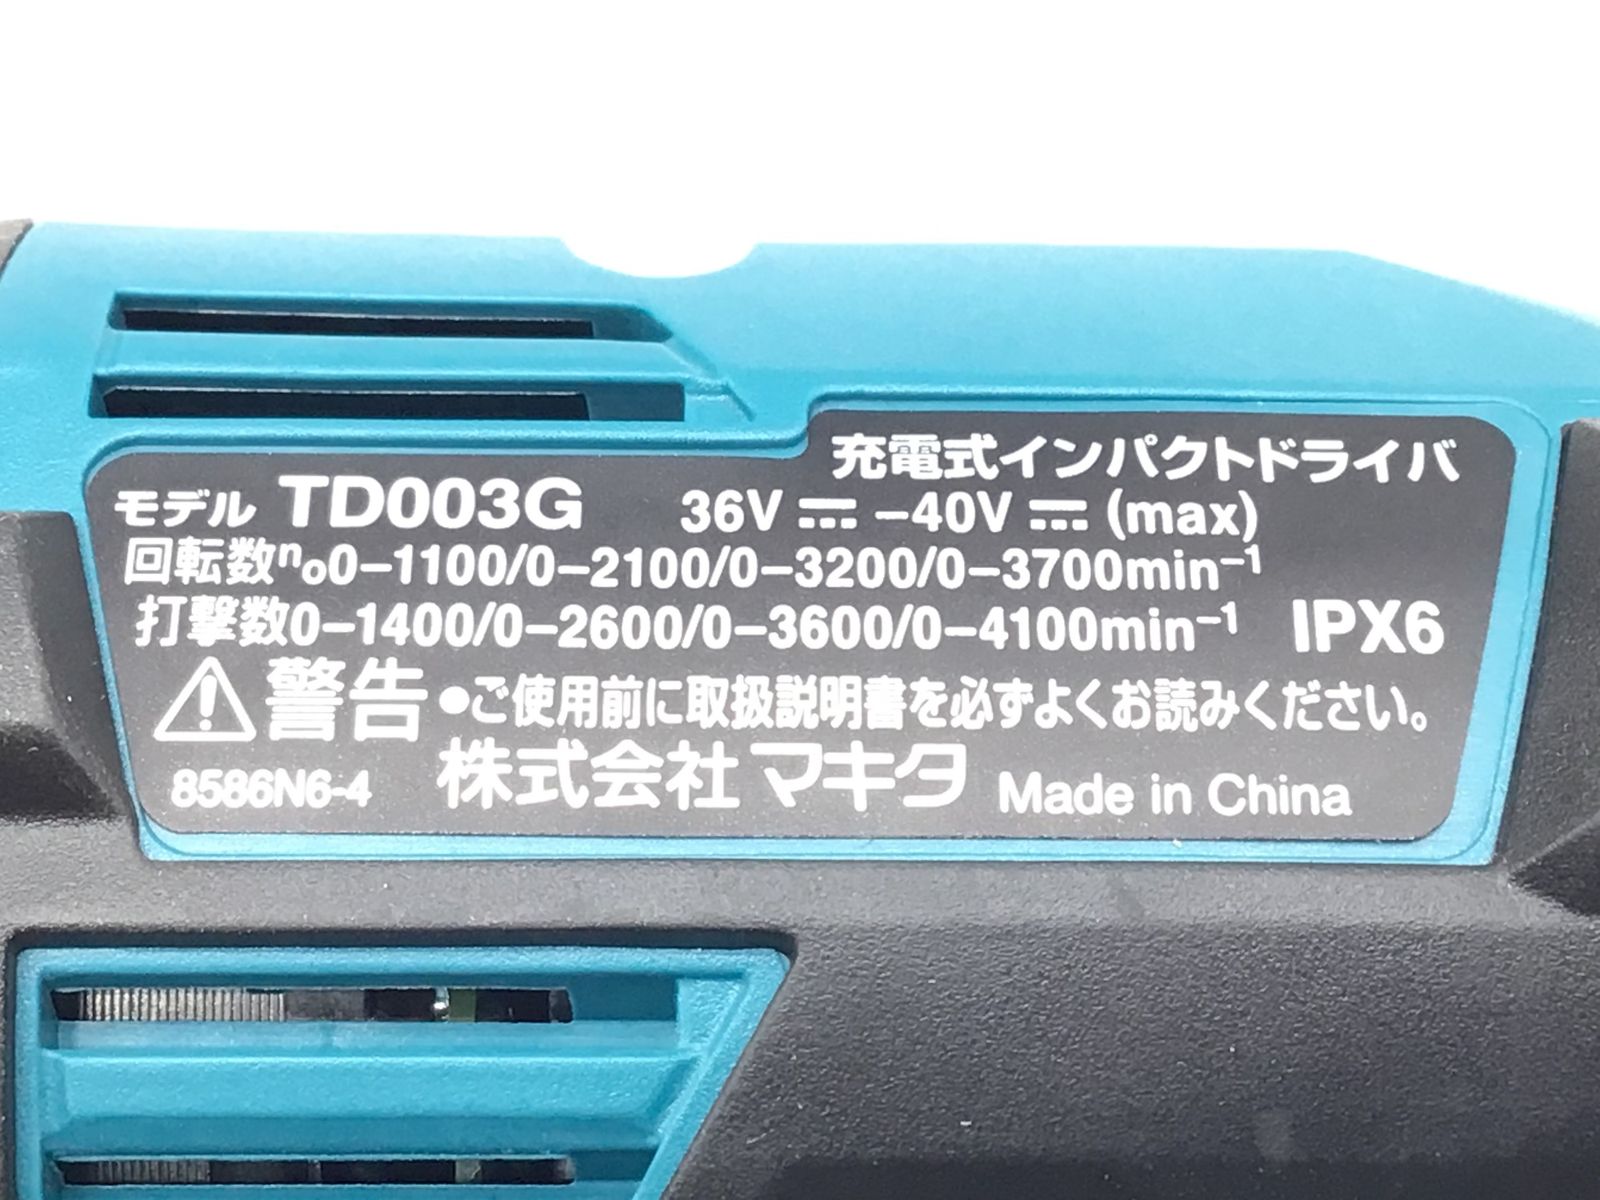 充電式インパクトドライバ
モデル TD003G 36V ⎓ -40V ⎓ (max)
回転数n₀0-1100/0-2100/0-3200/0-3700min⁻¹
打撃数0-1400/0-2600/0-3600/0-4100min⁻¹ IPX6
⚠警告 ●ご使用前に取扱説明書を必ずよくお読みください。
8586N6-4 株式会社マキタ Made in China